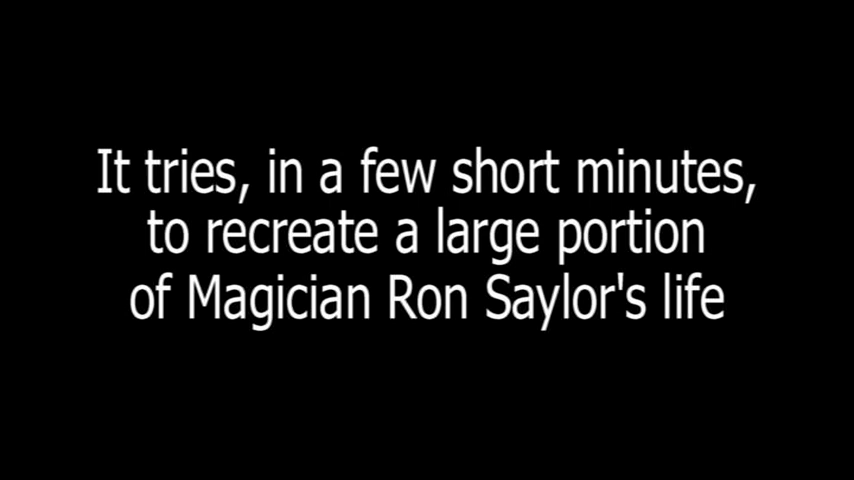 It tries, in a few short minutes,
to recreate a large portion
of Magician Ron Saylor's life